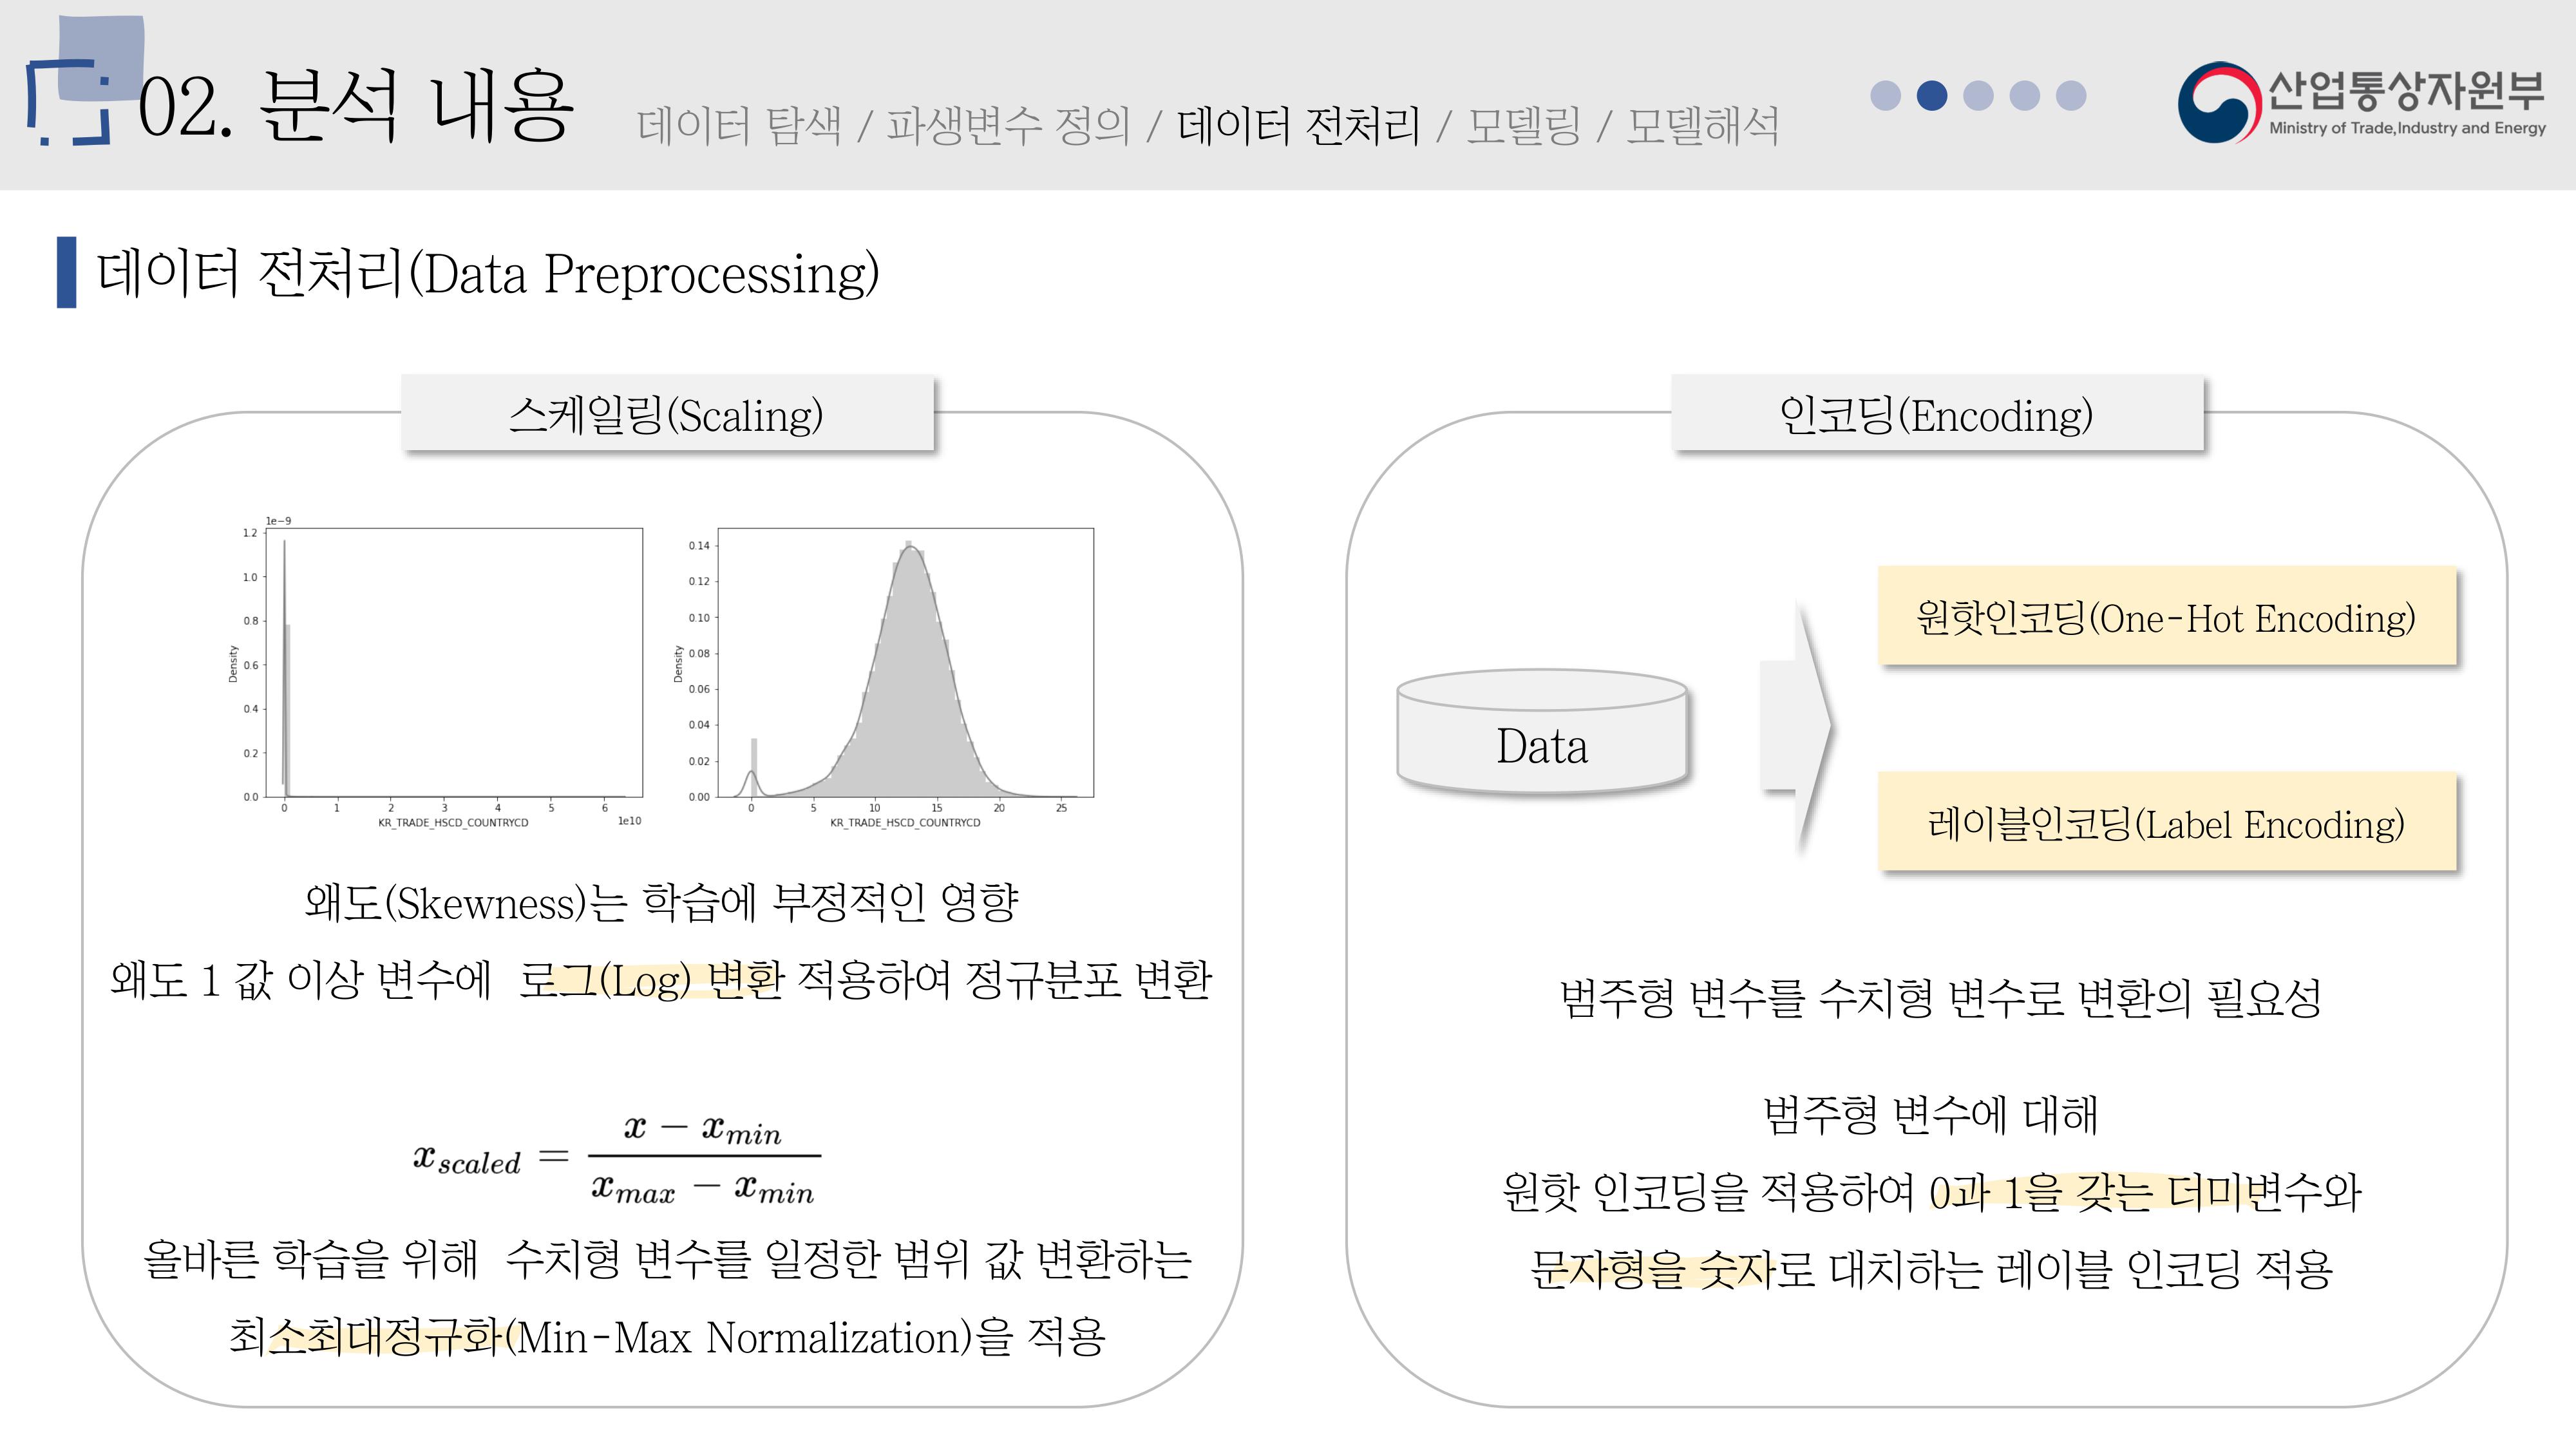 02. 분석 내용
데이터 탐색 / 파생변수 정의 / 데이터 전처리 / 모델링 / 모델해석
산업통상자원부
Ministry of Trade,Industry and Energy
데이터 전처리(Data Preprocessing)
스케일링(Scaling)
1e-9
1.2
1.0
0.8
0.6
0.4
0.2
0.0
Density
0 1 2 3 4 5 6
1e10
KR_TRADE_HSCD_COUNTRYCD
0.14
0.12
0.10
0.08
0.06
0.04
0.02
0.00
Density
0 5 10 15 20 25
KR_TRADE_HSCD_COUNTRYCD
왜도(Skewness)는 학습에 부정적인 영향
왜도 1 값 이상 변수에 로그(Log) 변환 적용하여 정규분포 변환
x_scaled = (x − x_min) / (x_max − x_min)
올바른 학습을 위해 수치형 변수를 일정한 범위 값 변환하는
최소최대정규화(Min-Max Normalization)을 적용
인코딩(Encoding)
Data
원핫인코딩(One-Hot Encoding)
레이블인코딩(Label Encoding)
범주형 변수를 수치형 변수로 변환의 필요성
범주형 변수에 대해
원핫 인코딩을 적용하여 0과 1을 갖는 더미변수와
문자형을 숫자로 대치하는 레이블 인코딩 적용